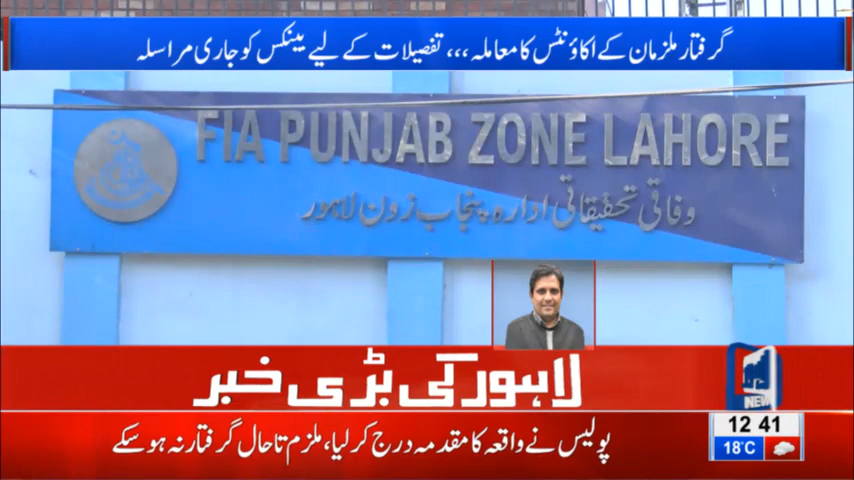 گرفتار ملزمان کے اکاؤنٹس کا معاملہ ،،، تفصیلات کے لیے بینکس کو جاری مراسلہ
FIA PUNJAB ZONE LAHORE
وفاقی تحقیقاتی ادارہ پنجاب زون لاہور
لاہور کی بڑی خبر
NEWS
پولیس نے واقعہ کا مقدمہ درج کر لیا، ملزم تاحال گرفتار نہ ہو سکے
12 41
18°C